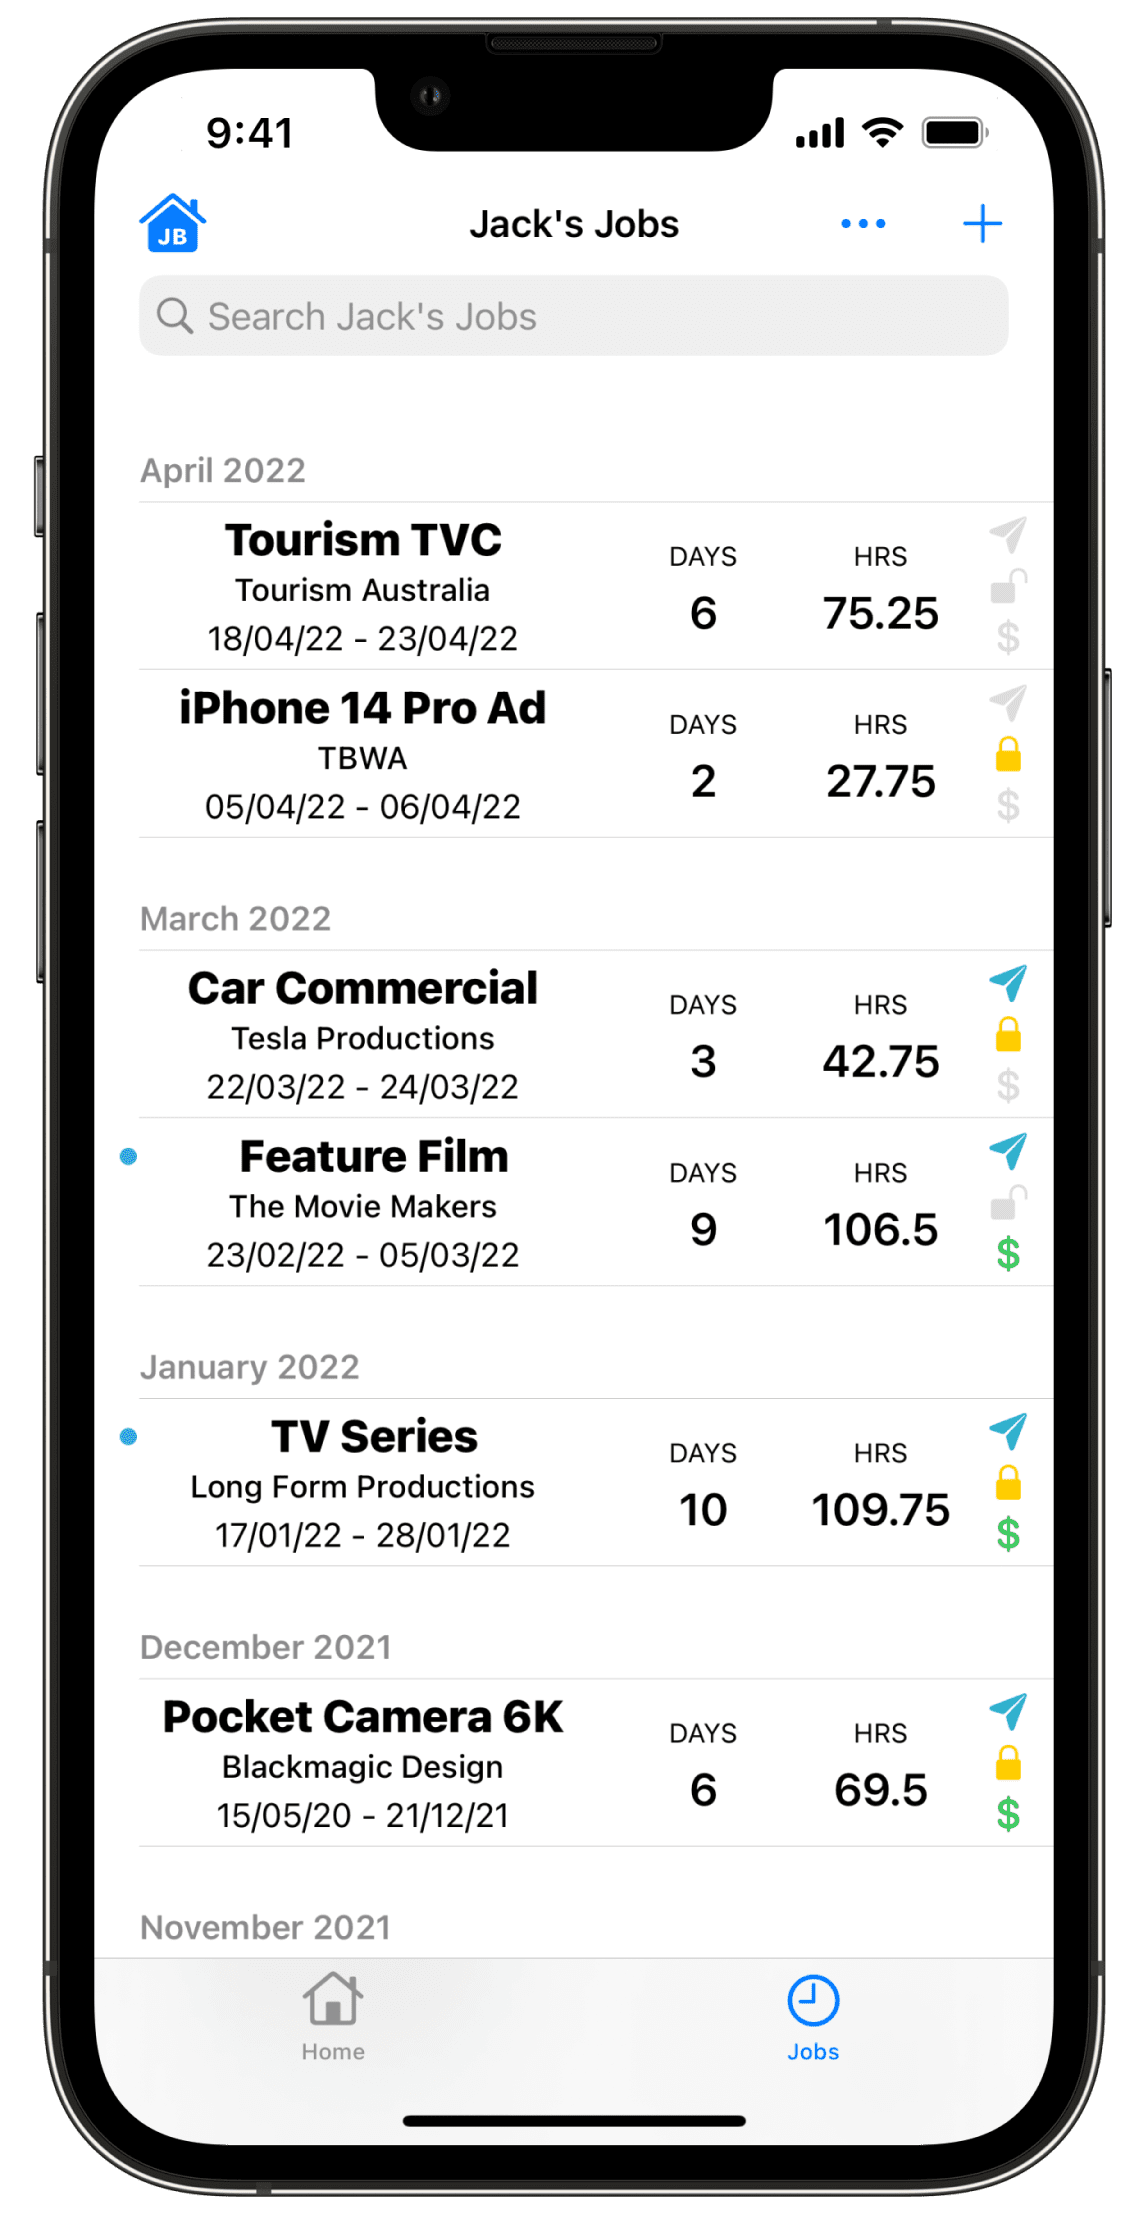 9:41
JB
Jack's Jobs
Search Jack's Jobs
April 2022
Tourism TVC
Tourism Australia
18/04/22 - 23/04/22
DAYS
6
HRS
75.25
$
iPhone 14 Pro Ad
TBWA
05/04/22 - 06/04/22
DAYS
2
HRS
27.75
$
March 2022
Car Commercial
Tesla Productions
22/03/22 - 24/03/22
DAYS
3
HRS
42.75
$
Feature Film
The Movie Makers
23/02/22 - 05/03/22
DAYS
9
HRS
106.5
$
January 2022
TV Series
Long Form Productions
17/01/22 - 28/01/22
DAYS
10
HRS
109.75
$
December 2021
Pocket Camera 6K
Blackmagic Design
15/05/20 - 21/12/21
DAYS
6
HRS
69.5
$
November 2021
Home
Jobs